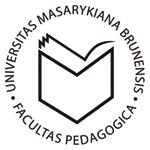 UNIVERSITAS MASARYKIANA BRUNENSIS
• FACULTAS PEDAGOGICA •